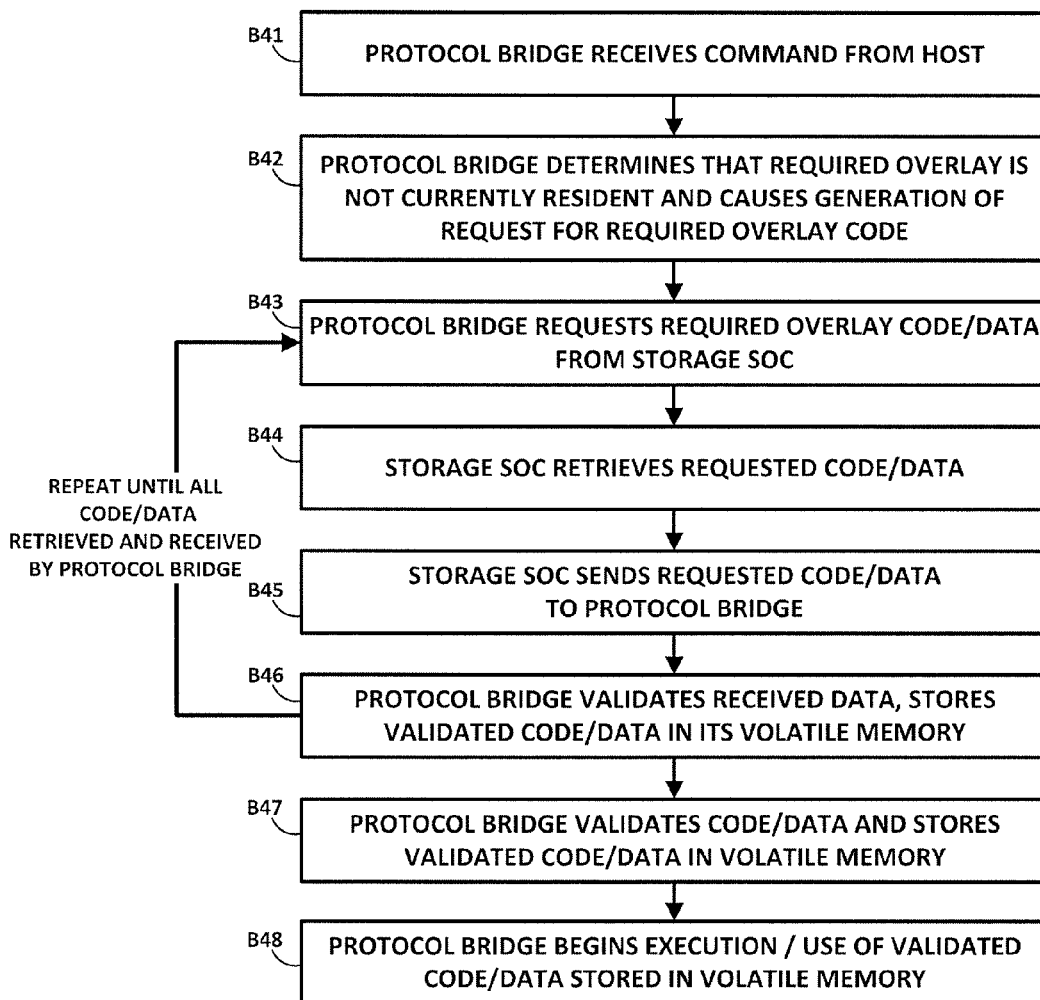 B41
PROTOCOL BRIDGE RECEIVES COMMAND FROM HOST
B42
PROTOCOL BRIDGE DETERMINES THAT REQUIRED OVERLAY IS
NOT CURRENTLY RESIDENT AND CAUSES GENERATION OF
REQUEST FOR REQUIRED OVERLAY CODE
B43
PROTOCOL BRIDGE REQUESTS REQUIRED OVERLAY CODE/DATA
FROM STORAGE SOC
B44
STORAGE SOC RETRIEVES REQUESTED CODE/DATA
REPEAT UNTIL ALL
CODE/DATA
RETRIEVED AND RECEIVED
BY PROTOCOL BRIDGE
B45
STORAGE SOC SENDS REQUESTED CODE/DATA
TO PROTOCOL BRIDGE
B46
PROTOCOL BRIDGE VALIDATES RECEIVED DATA, STORES
VALIDATED CODE/DATA IN ITS VOLATILE MEMORY
B47
PROTOCOL BRIDGE VALIDATES CODE/DATA AND STORES
VALIDATED CODE/DATA IN VOLATILE MEMORY
B48
PROTOCOL BRIDGE BEGINS EXECUTION / USE OF VALIDATED
CODE/DATA STORED IN VOLATILE MEMORY